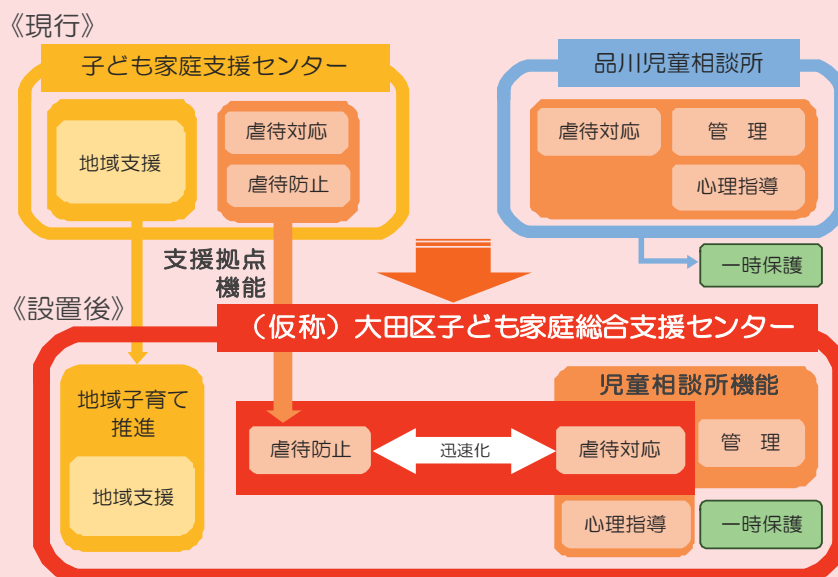 《現行》
子ども家庭支援センター
品川児童相談所
地域支援
虐待対応
虐待防止
虐待対応
管　理
心理指導
一時保護
支援拠点
機能
《設置後》
（仮称）大田区子ども家庭総合支援センター
地域子育て
推進
地域支援
虐待防止
迅速化
児童相談所機能
虐待対応
管　理
心理指導
一時保護